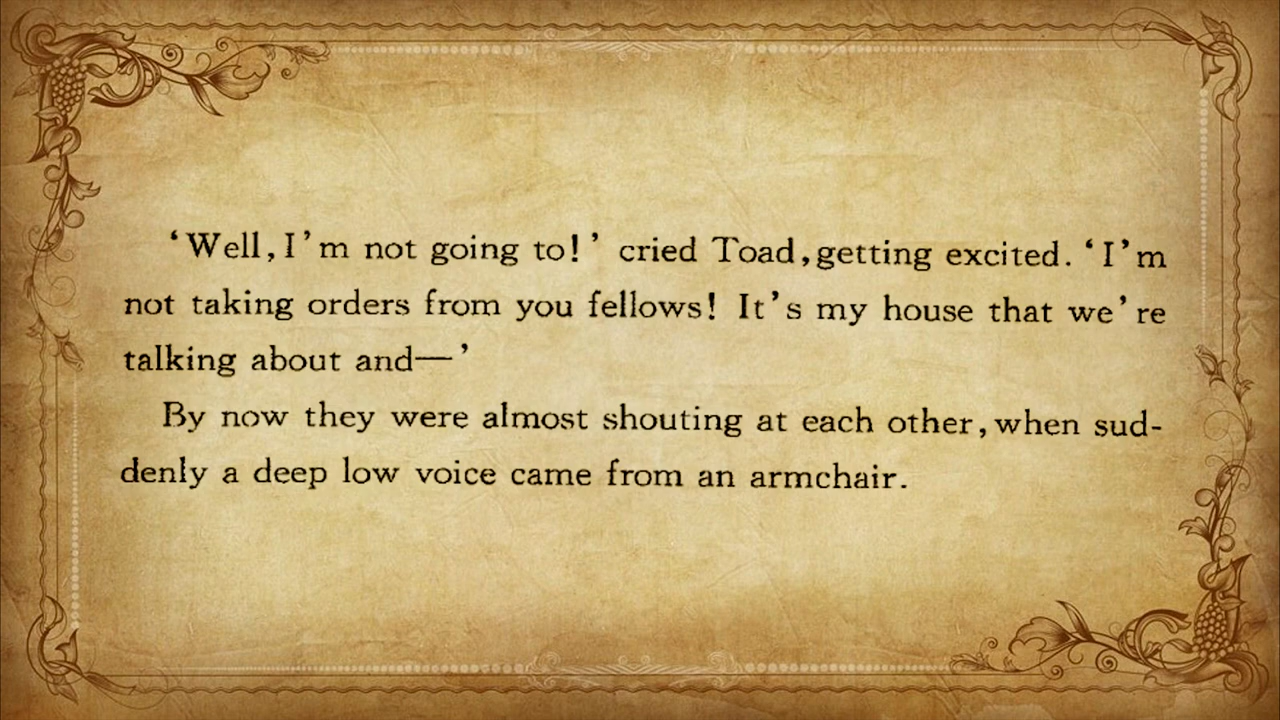 ‘Well, I’m not going to!’ cried Toad, getting excited. ‘I’m
not taking orders from you fellows! It’s my house that we’re
talking about and—’
By now they were almost shouting at each other, when sud-
denly a deep low voice came from an armchair.